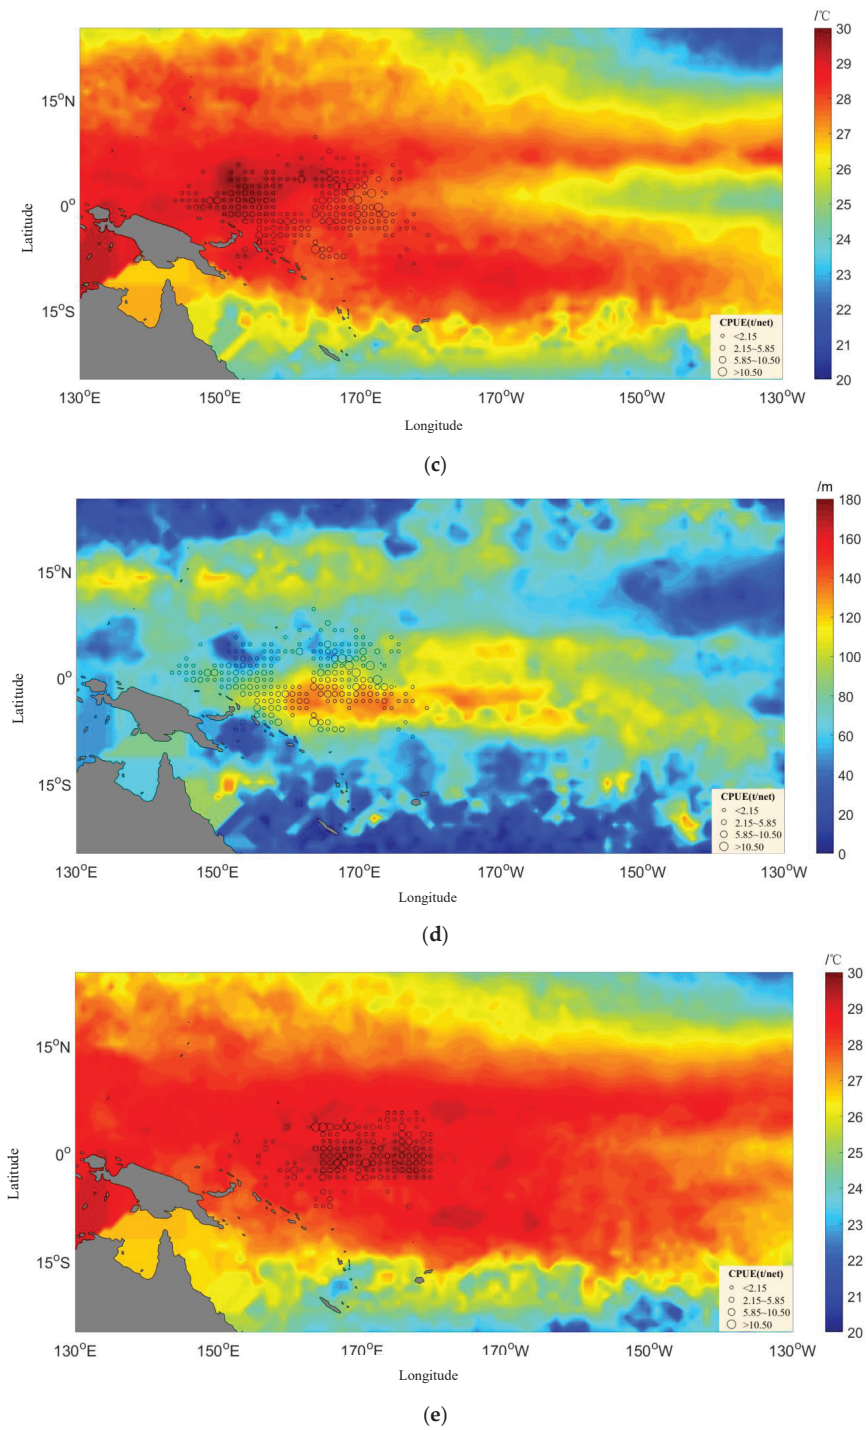 /℃
30
29
28
27
26
25
24
23
22
21
20
15°N
0°
15°S
Latitude
CPUE(t/net)
<2.15
2.15~5.85
5.85~10.50
>10.50
130°E 150°E 170°E 170°W 150°W 130°W
Longitude
(c)
/m
180
160
140
120
100
80
60
40
20
0
15°N
0°
15°S
Latitude
CPUE(t/net)
<2.15
2.15~5.85
5.85~10.50
>10.50
130°E 150°E 170°E 170°W 150°W 130°W
Longitude
(d)
/℃
30
29
28
27
26
25
24
23
22
21
20
15°N
0°
15°S
Latitude
CPUE(t/net)
<2.15
2.15~5.85
5.85~10.50
>10.50
130°E 150°E 170°E 170°W 150°W 130°W
Longitude
(e)